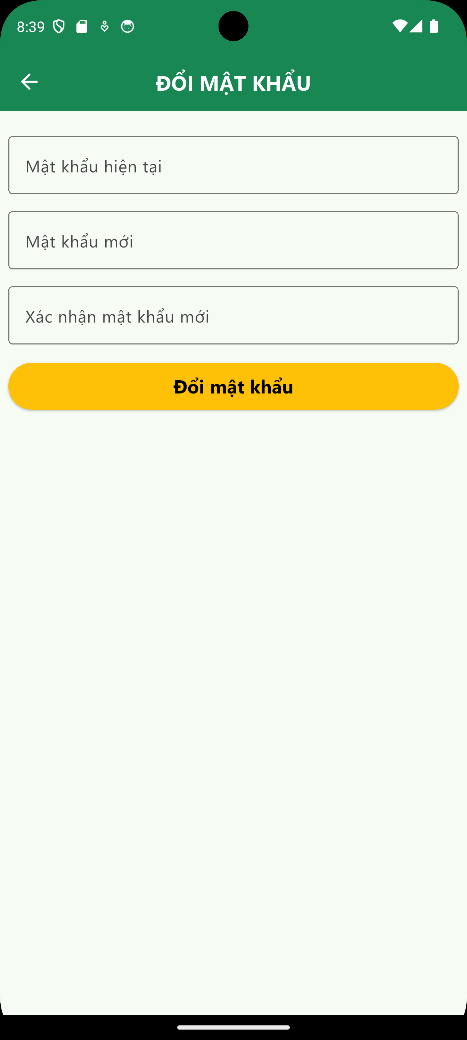 8:39
ĐỔI MẬT KHẨU
Mật khẩu hiện tại
Mật khẩu mới
Xác nhận mật khẩu mới
Đổi mật khẩu